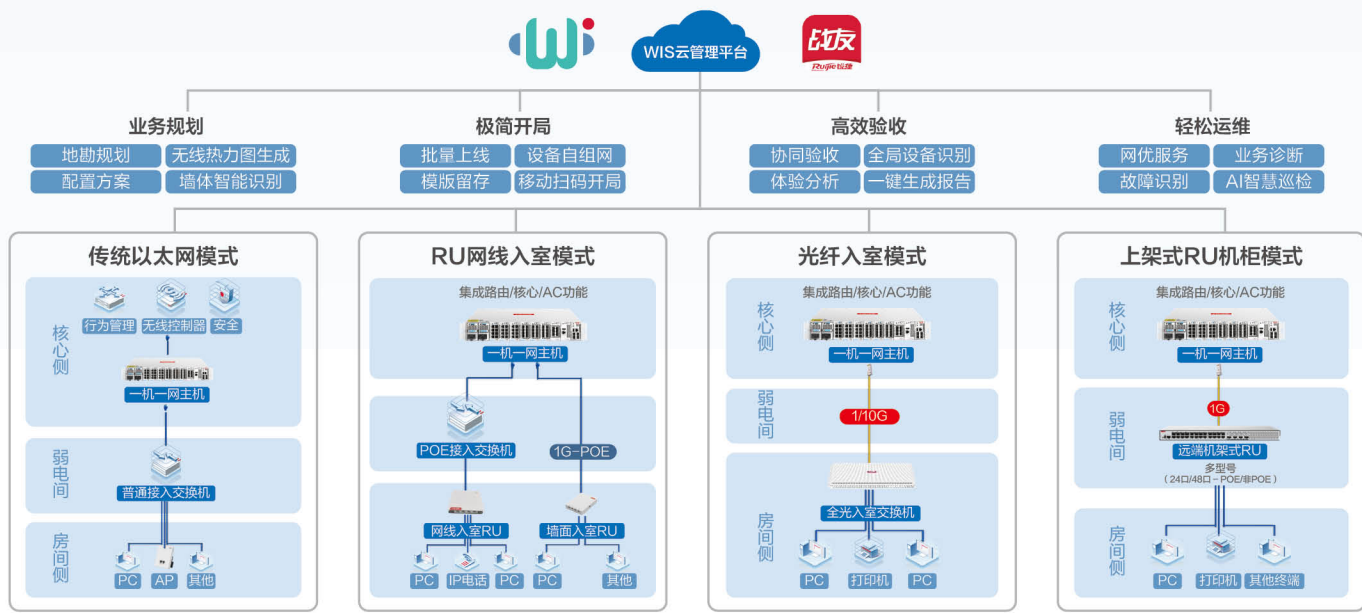 Wi
WIS云管理平台
战友
Ruijie锐捷
业务规划
地勘规划
无线热力图生成
配置方案
墙体智能识别
极简开局
批量上线
设备自组网
模版留存
移动扫码开局
高效验收
协同验收
全局设备识别
体验分析
一键生成报告
轻松运维
网优服务
业务诊断
故障识别
AI智慧巡检
传统以太网模式
核心侧
行为管理
无线控制器
安全
一机一网主机
弱电间
普通接入交换机
房间侧
PC
AP
其他
RU网线入室模式
集成路由/核心/AC功能
一机一网主机
POE接入交换机
1G-POE
网线入室RU
墙面入室RU
PC
IP电话
PC
PC
其他
光纤入室模式
核心侧
集成路由/核心/AC功能
一机一网主机
弱电间
1/10G
全光入室交换机
房间侧
PC
打印机
PC
上架式RU机柜模式
核心侧
集成路由/核心/AC功能
一机一网主机
弱电间
1G
远端机架式RU
多型号
（24口/48口-POE/非POE）
房间侧
PC
打印机
其他终端